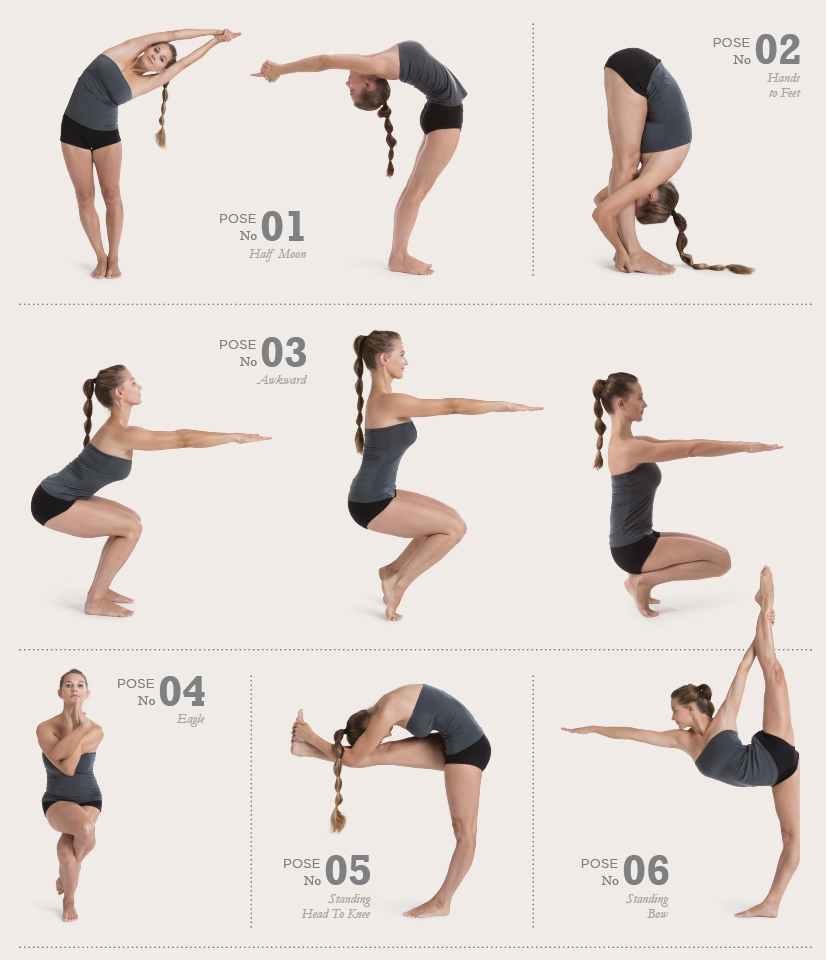 POSE
No 01
Half Moon
POSE
No 02
Hands
to Feet
POSE
No 03
Awkward
POSE
No 04
Eagle
POSE
No 05
Standing
Head To Knee
POSE
No 06
Standing
Bow